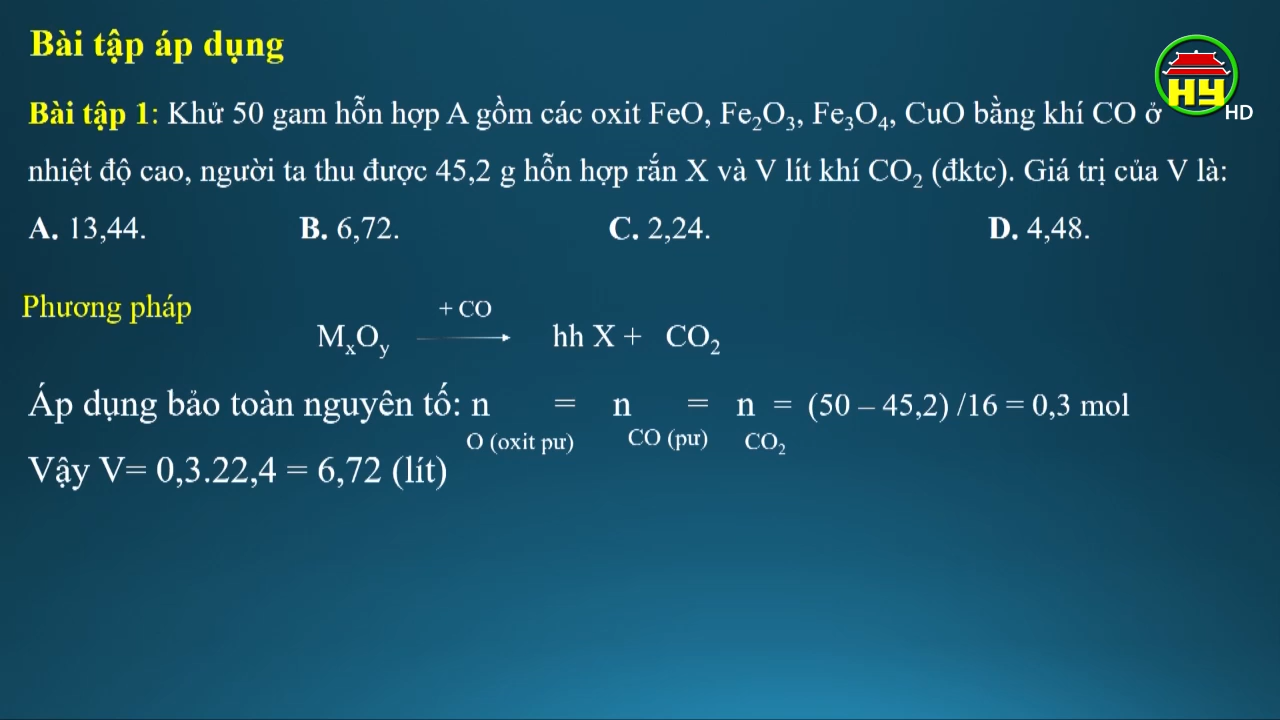 Bài tập áp dụng
HY HD
Bài tập 1: Khử 50 gam hỗn hợp A gồm các oxit FeO, Fe₂O₃, Fe₃O₄, CuO bằng khí CO ở
nhiệt độ cao, người ta thu được 45,2 g hỗn hợp rắn X và V lít khí CO₂ (đktc). Giá trị của V là:
A. 13,44. B. 6,72. C. 2,24. D. 4,48.
Phương pháp
+ CO
MₓOᵧ → hh X + CO₂
Áp dụng bảo toàn nguyên tố: n = n = n = (50 – 45,2) /16 = 0,3 mol
O (oxit pư) CO (pư) CO₂
Vậy V= 0,3.22,4 = 6,72 (lít)